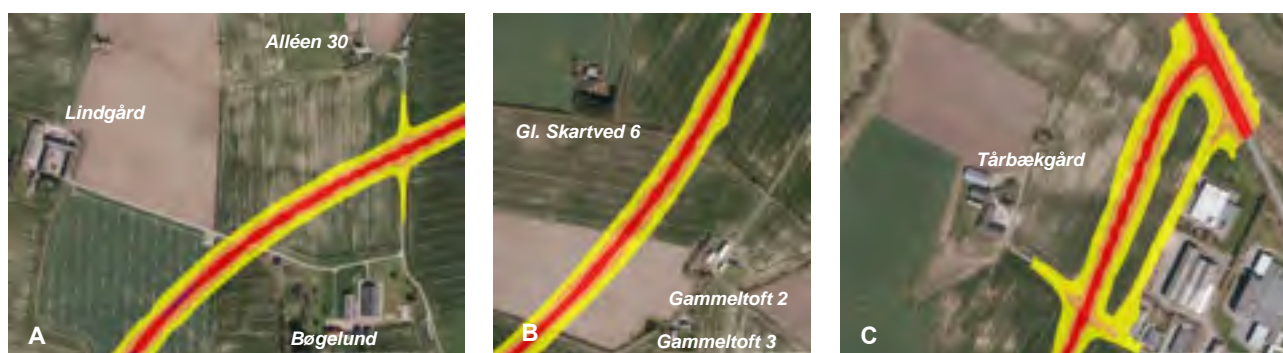 Alléen 30
Lindgård
Bøgelund
A
Gl. Skartved 6
Gammeltoft 2
Gammeltoft 3
B
Tårbækgård
C